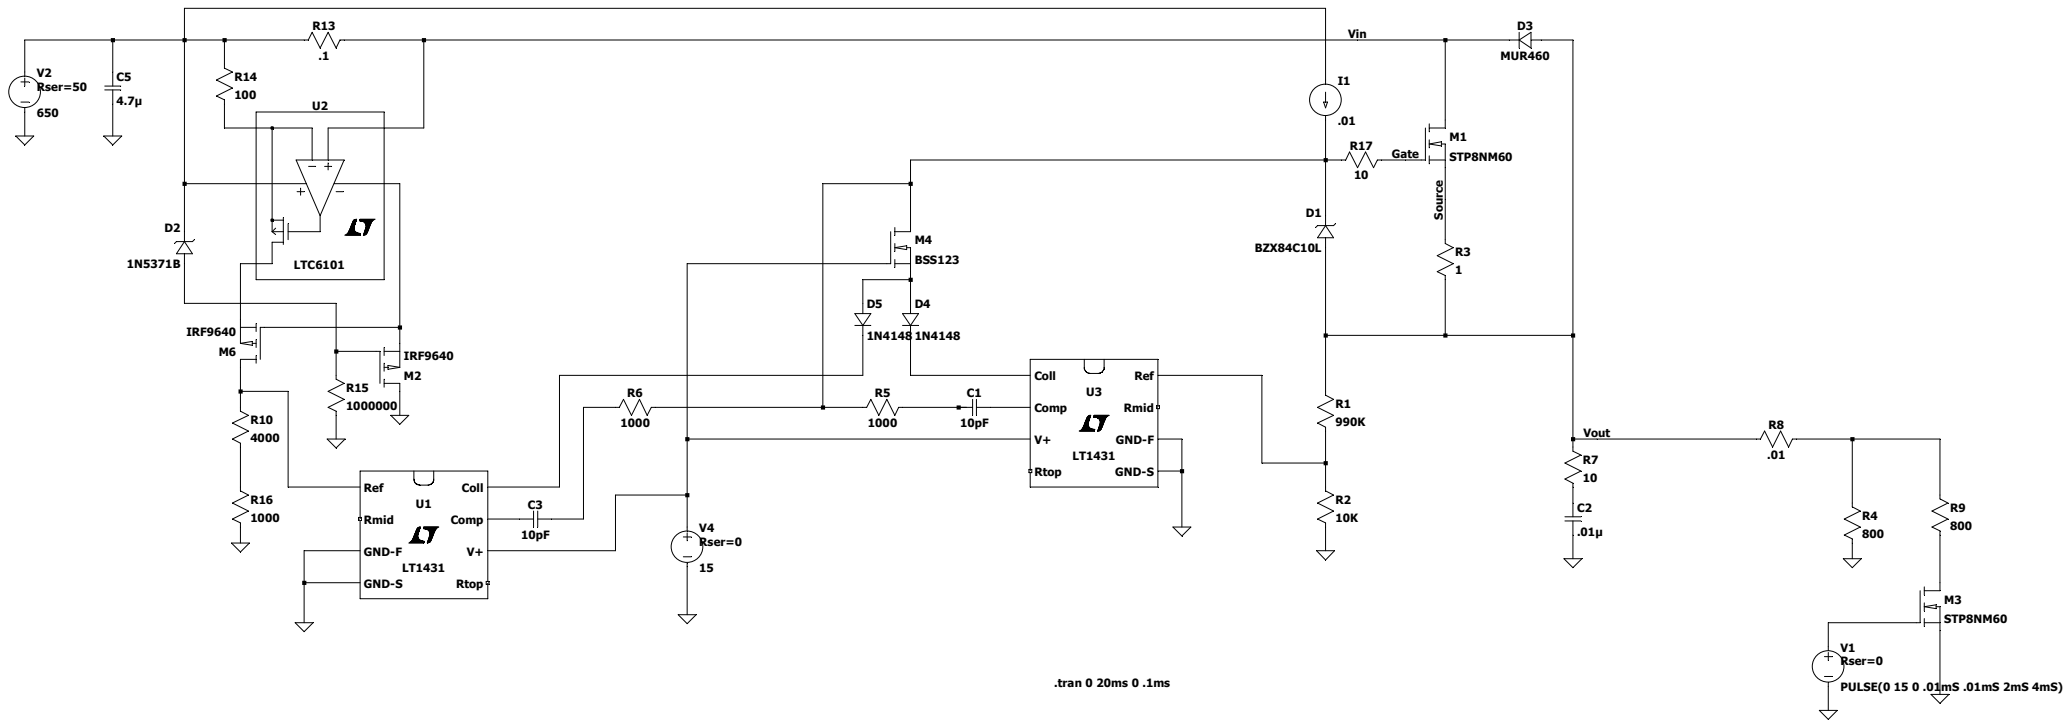 R13
.1
Vin
D3
MUR460
V2
Rser=50
650
C5
4.7µ
R14
100
U2
I1
.01
M1
STP8NM60
R17
10
Gate
Source
D2
1N5371B
LTC6101
M4
BSS123
D1
BZX84C10L
R3
1
D5
1N4148
D4
1N4148
IRF9640
M6
IRF9640
M2
R15
1000000
R10
4000
R16
1000
R6
1000
R5
1000
C1
10pF
Coll
Ref
U3
Comp
Rmid
V+
GND-F
LT1431
Rtop
GND-S
R1
990K
R2
10K
Vout
R7
10
C2
.01µ
R8
.01
R4
800
R9
800
Ref
Coll
U1
Rmid
Comp
GND-F
V+
LT1431
GND-S
Rtop
C3
10pF
V4
Rser=0
15
M3
STP8NM60
V1
Rser=0
PULSE(0 15 0 .01mS .01mS 2mS 4mS)
.tran 0 20ms 0 .1ms